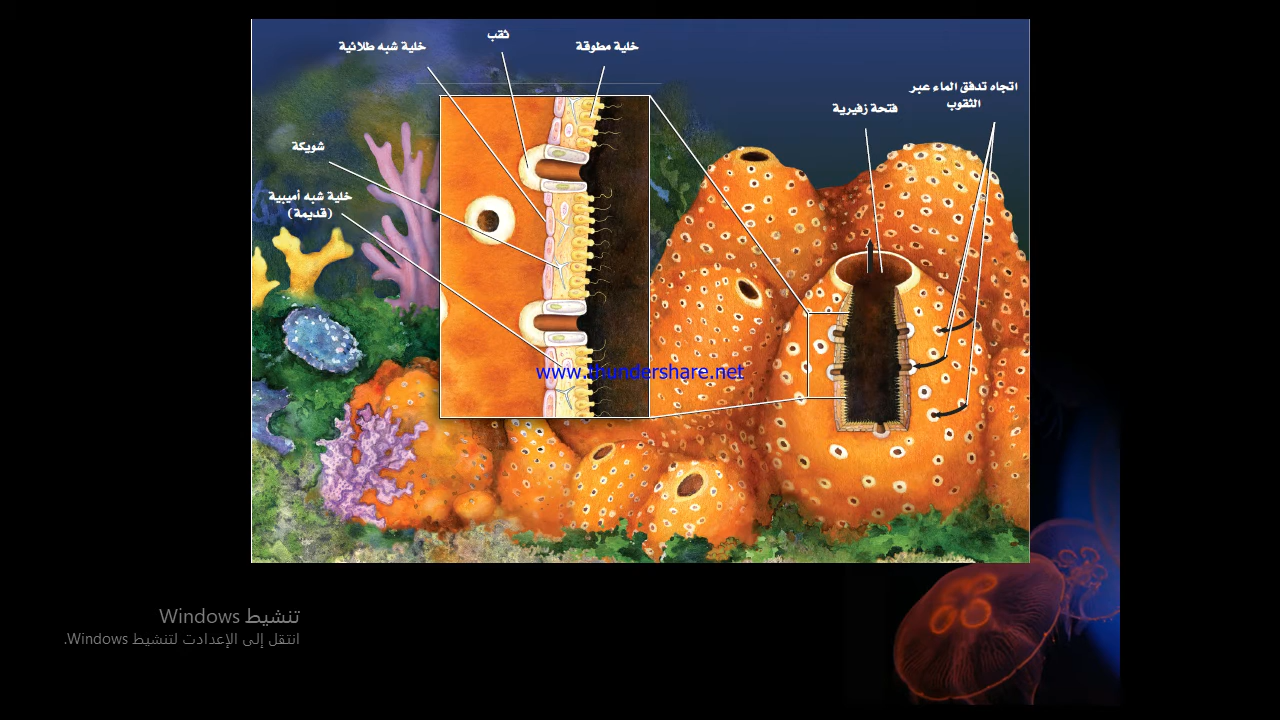 ثقب
خلية مطوقة
خلية شبه طلائية
اتجاه تدفق الماء عبر
الثقوب
فتحة زفيرية
شويكة
خلية شبه أميبية
(قديمة)
www.thundershare.net
تنشيط Windows
انتقل إلى الإعدادت لتنشيط Windows.